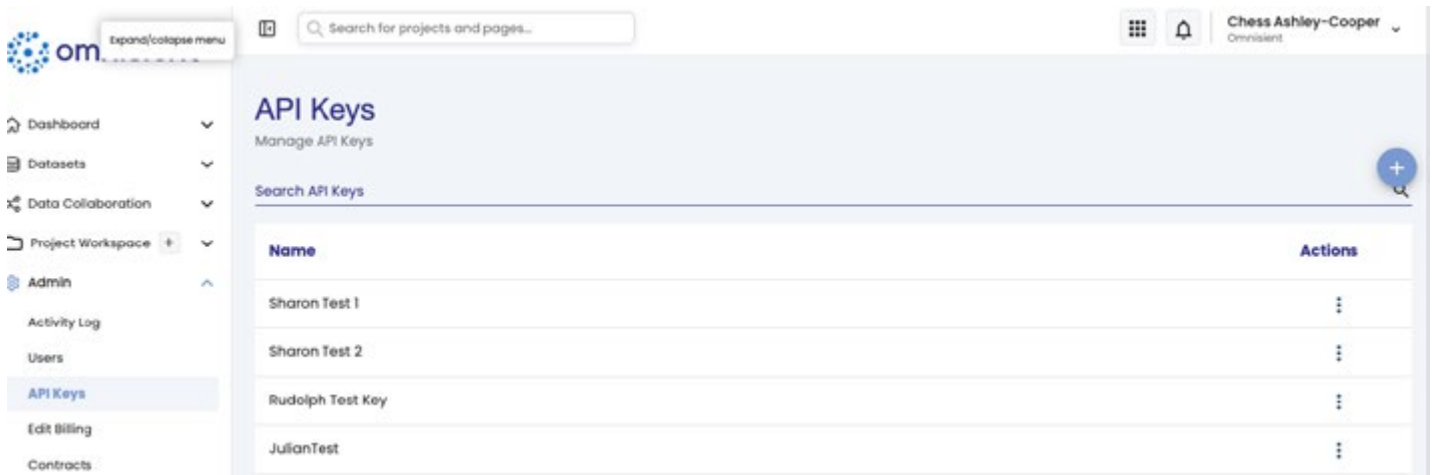 Expand/collapse menu
om
Search for projects and pages...
Chess Ashley-Cooper
Omnisient
Dashboard
Datasets
Data Collaboration
Project Workspace +
Admin
Activity Log
Users
API Keys
Edit Billing
Contracts
API Keys
Manage API Keys
+
Search API Keys
Name Actions
Sharon Test 1
Sharon Test 2
Rudolph Test Key
JulianTest